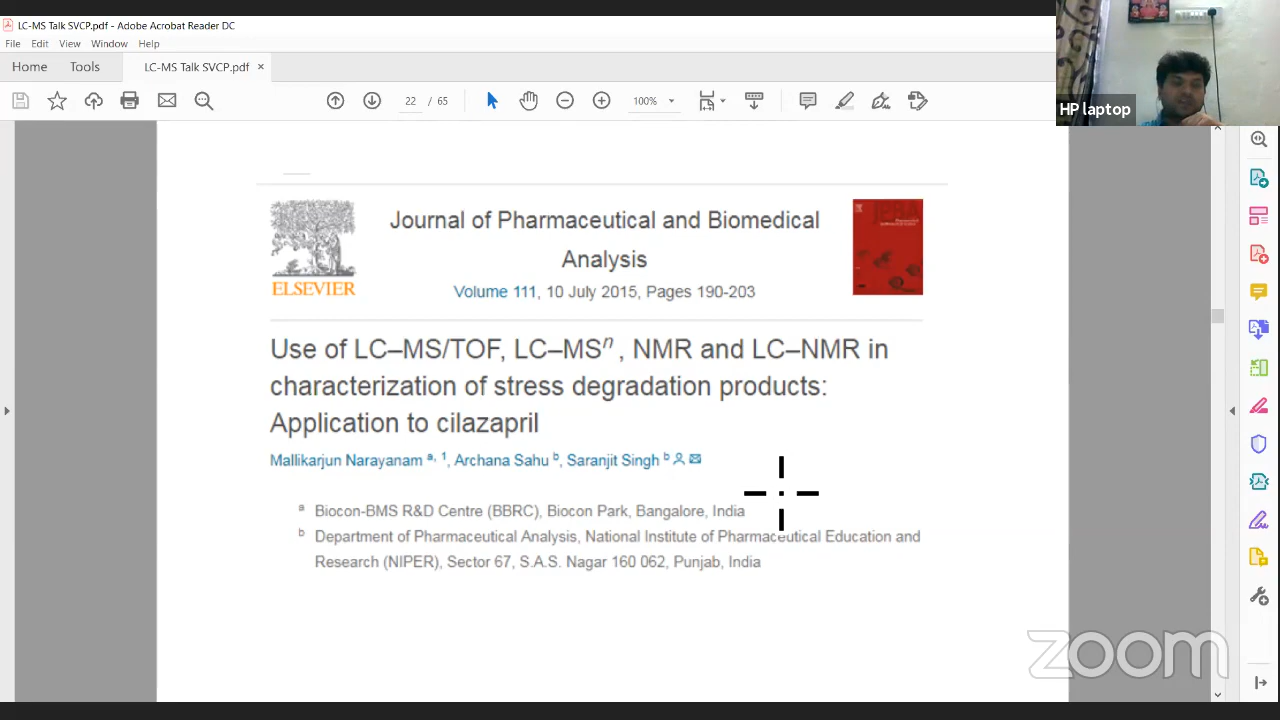 LC-MS Talk SVCP.pdf - Adobe Acrobat Reader DC
File Edit View Window Help
Home Tools LC-MS Talk SVCP.pdf ×
22 / 65 100%
HP laptop
ELSEVIER
Journal of Pharmaceutical and Biomedical
Analysis
Volume 111, 10 July 2015, Pages 190-203
Use of LC–MS/TOF, LC–MSⁿ, NMR and LC–NMR in
characterization of stress degradation products:
Application to cilazapril
Mallikarjun Narayanam a, 1, Archana Sahu b, Saranjit Singh b
a Biocon-BMS R&D Centre (BBRC), Biocon Park, Bangalore, India
b Department of Pharmaceutical Analysis, National Institute of Pharmaceutical Education and
Research (NIPER), Sector 67, S.A.S. Nagar 160 062, Punjab, India
zoom